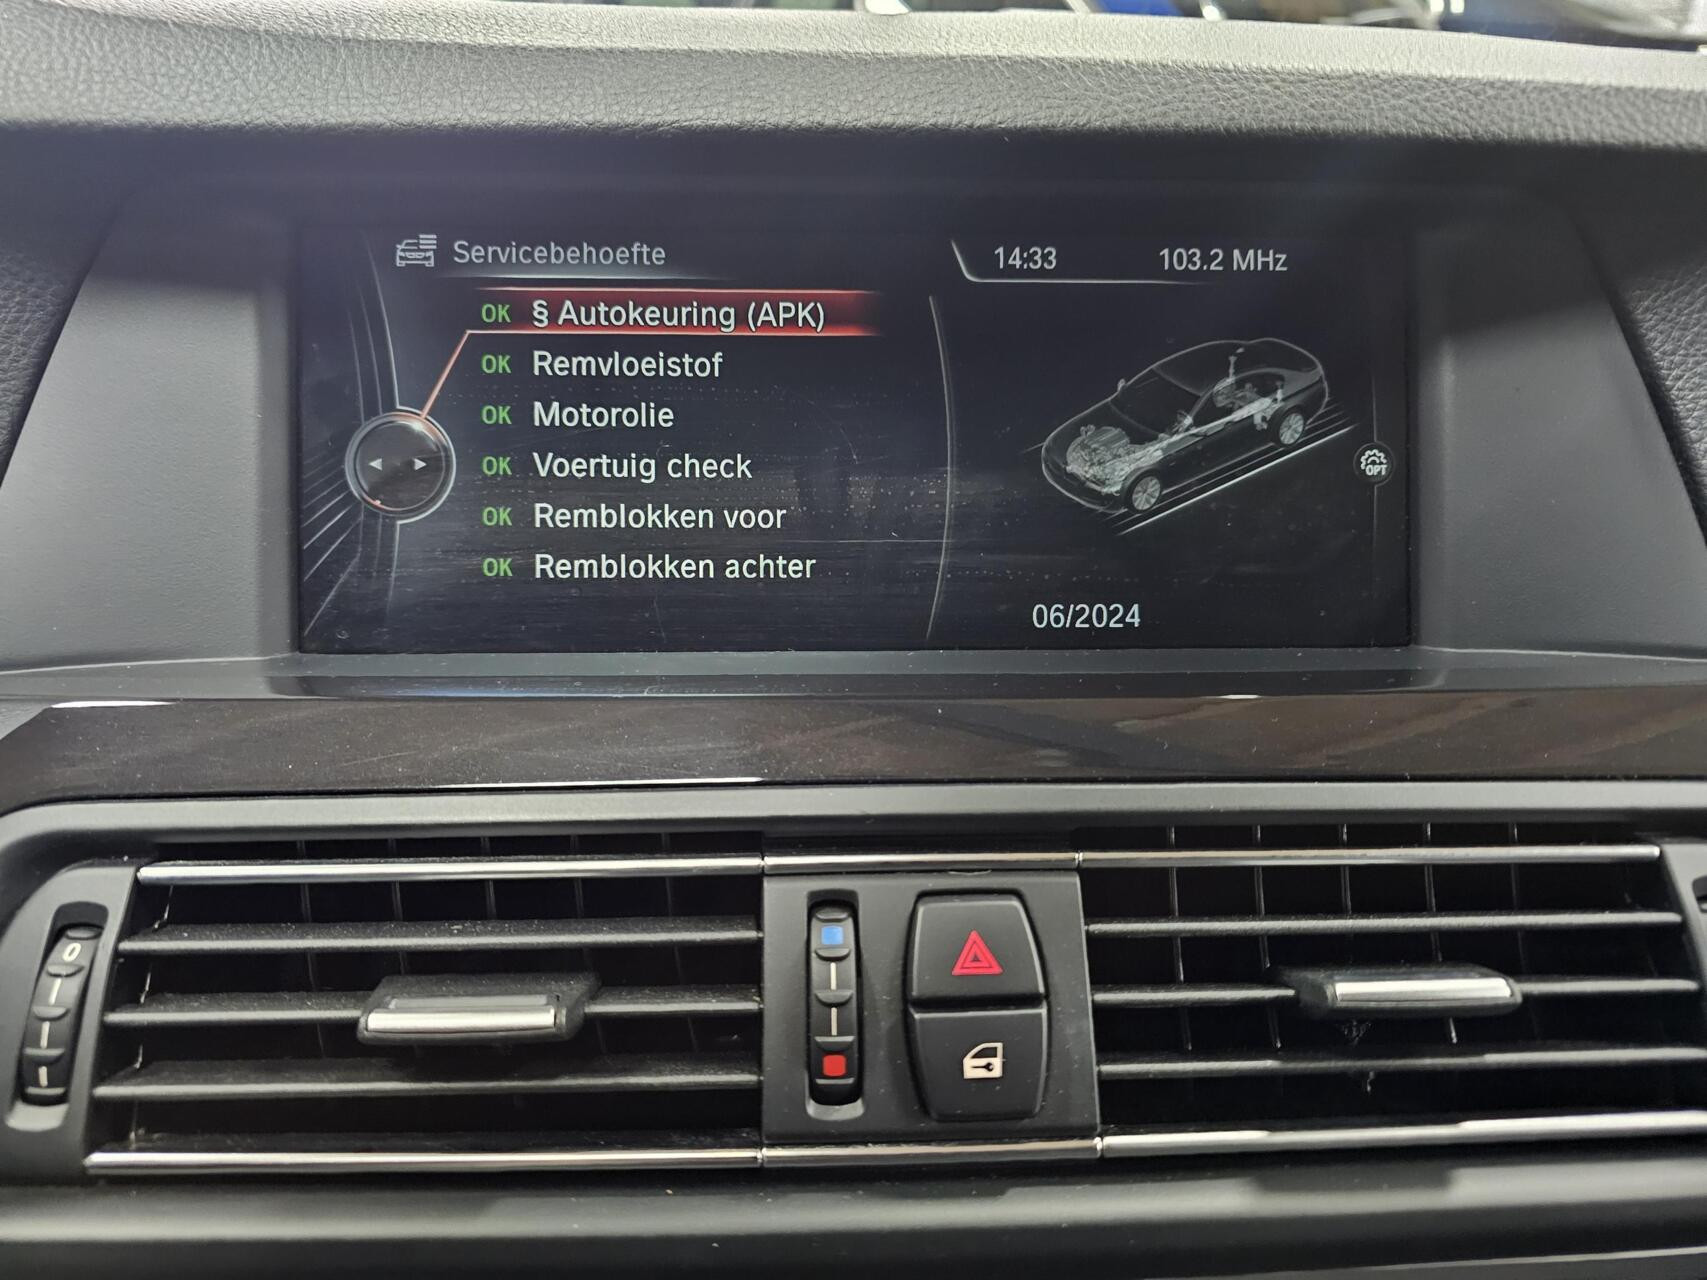 Servicebehoefte
14:33
103.2 MHz
OK § Autokeuring (APK)
OK Remvloeistof
OK Motorolie
OK Voertuig check
OK Remblokken voor
OK Remblokken achter
OPT
06/2024
0